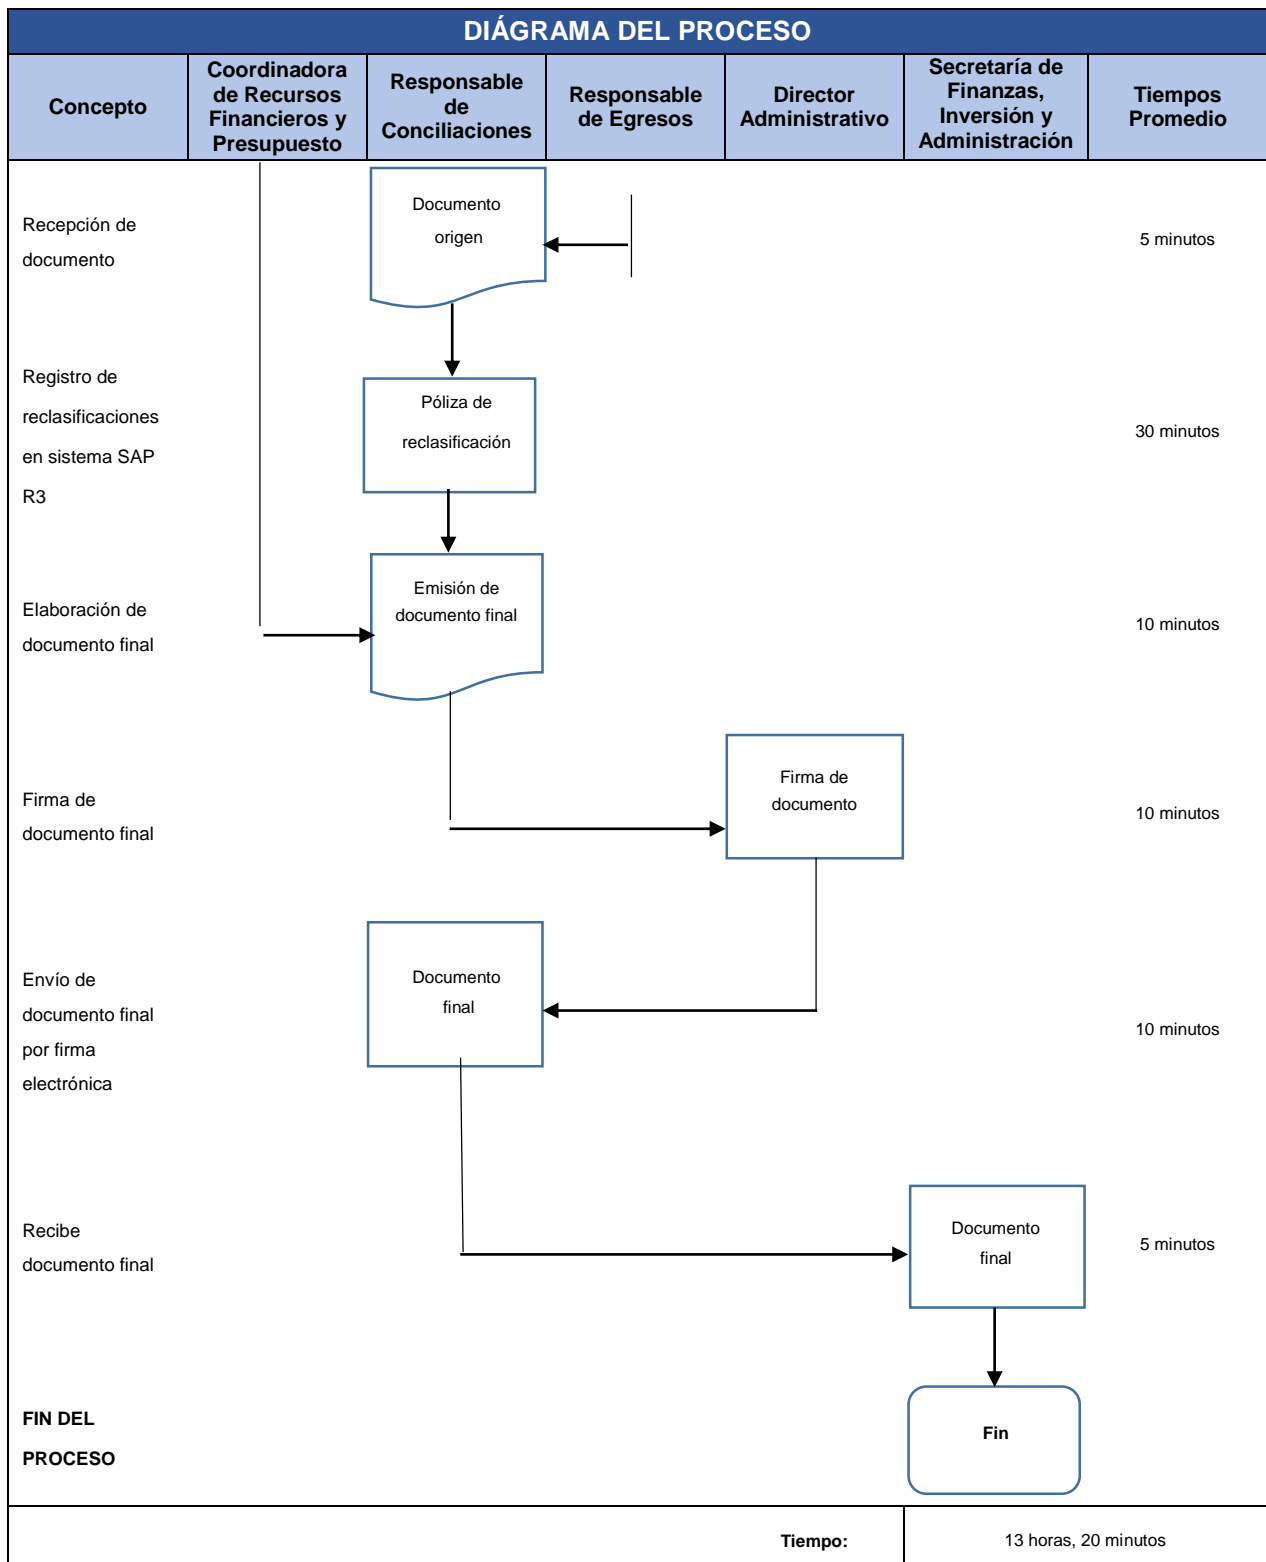 DIÁGRAMA DEL PROCESO
Concepto
Coordinadora
de Recursos
Financieros y
Presupuesto
Responsable
de
Conciliaciones
Responsable
de Egresos
Director
Administrativo
Secretaría de
Finanzas,
Inversión y
Administración
Tiempos
Promedio
Recepción de
documento
Documento
origen
5 minutos
Registro de
reclasificaciones
en sistema SAP
R3
Póliza de
reclasificación
30 minutos
Elaboración de
documento final
Emisión de
documento final
10 minutos
Firma de
documento final
Firma de
documento
10 minutos
Envío de
documento final
por firma
electrónica
Documento
final
10 minutos
Recibe
documento final
Documento
final
5 minutos
FIN DEL
PROCESO
Fin
Tiempo:
13 horas, 20 minutos